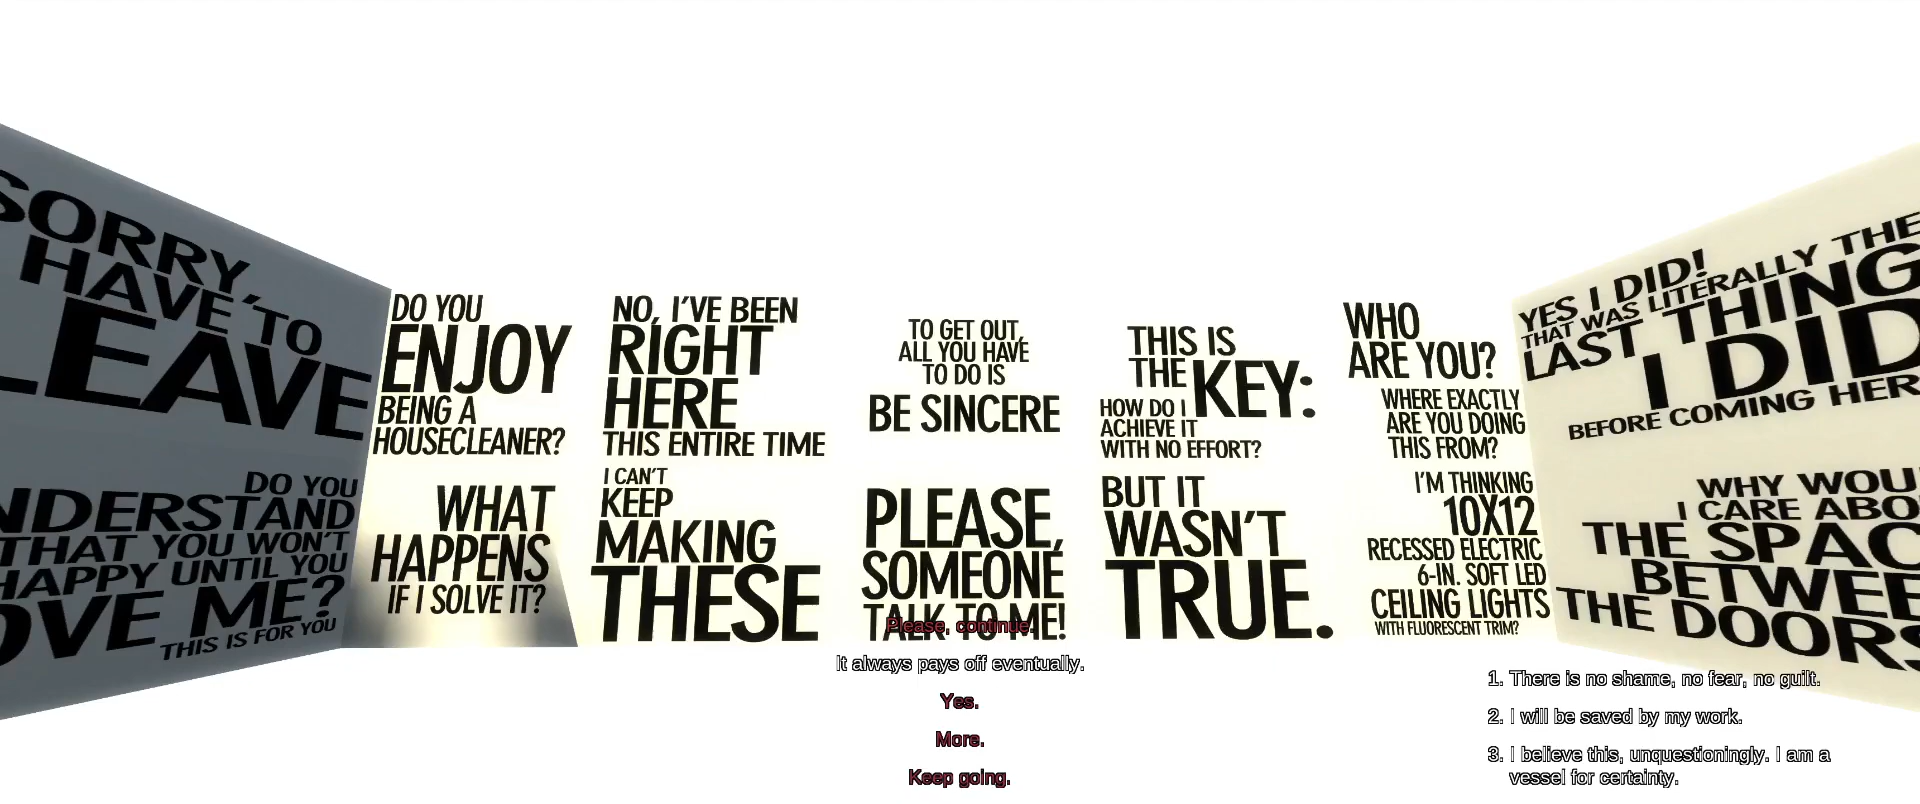 SORRY,
HAVE TO
LEAVE
DO YOU
UNDERSTAND
THAT YOU WON'T
HAPPY UNTIL YOU
LOVE ME?
THIS IS FOR YOU
DO YOU
ENJOY
BEING A
HOUSECLEANER?
WHAT
HAPPENS
IF I SOLVE IT?
NO, I'VE BEEN
RIGHT
HERE
THIS ENTIRE TIME
I CAN'T
KEEP
MAKING
THESE
TO GET OUT,
ALL YOU HAVE
TO DO IS
BE SINCERE
PLEASE,
SOMEONE
TALK TO ME!
THIS IS
THE KEY:
HOW DO I
ACHIEVE IT
WITH NO EFFORT?
BUT IT
WASN'T
TRUE.
WHO
ARE YOU?
WHERE EXACTLY
ARE YOU DOING
THIS FROM?
I'M THINKING
10X12
RECESSED ELECTRIC
6-IN. SOFT LED
CEILING LIGHTS
WITH FLUORESCENT TRIM?
YES I DID!
THAT WAS LITERALLY THE
LAST THING
I DID
BEFORE COMING HERE
WHY WOU
I CARE ABO
THE SPAC
BETWEE
THE DOORS
Please, continue.
It always pays off eventually.
Yes.
More.
Keep going.
1. There is no shame, no fear, no guilt.
2. I will be saved by my work.
3. I believe this, unquestioningly. I am a
vessel for certainty.